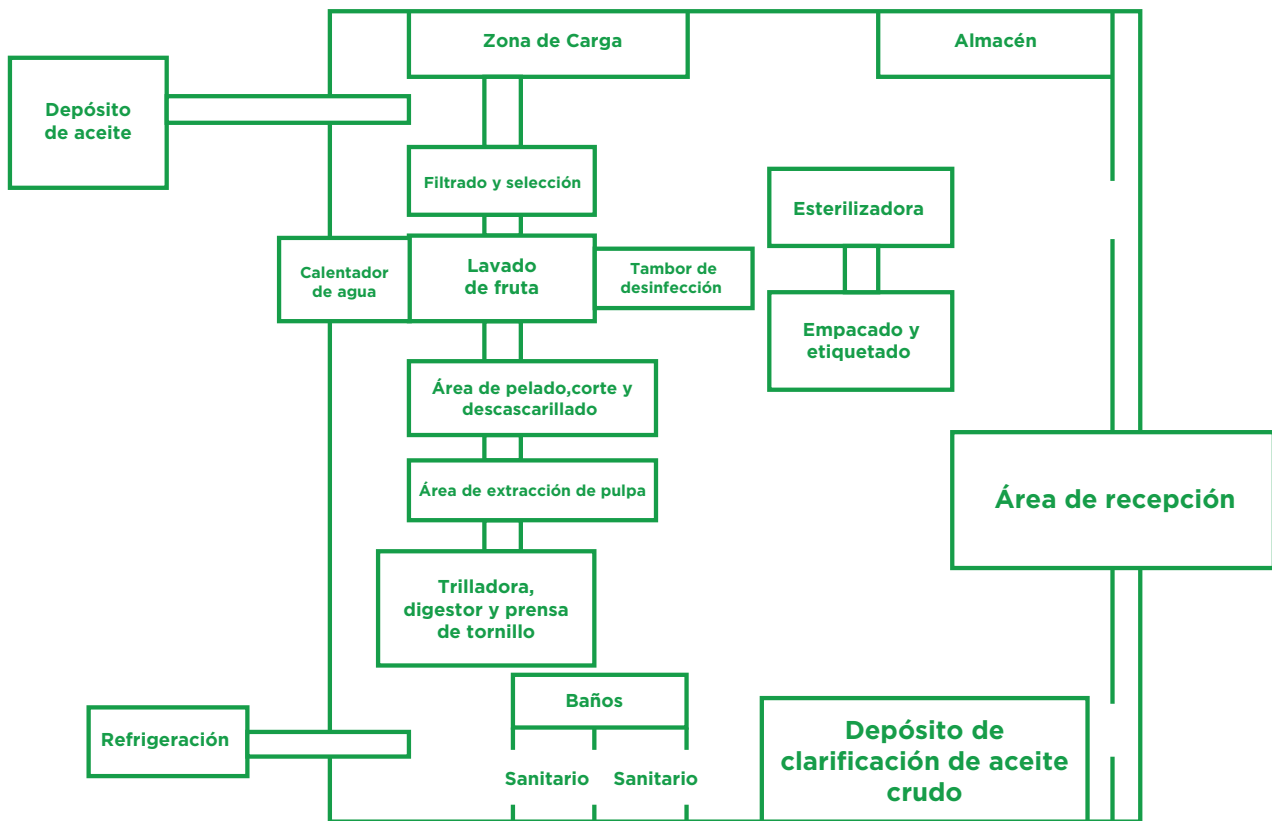 Zona de Carga
Almacén
Depósito
de aceite
Filtrado y selección
Esterilizadora
Calentador
de agua
Lavado
de fruta
Tambor de
desinfección
Empacado y
etiquetado
Área de pelado,corte y
descascarillado
Área de extracción de pulpa
Área de recepción
Trilladora,
digestor y prensa
de tornillo
Baños
Refrigeración
Sanitario
Sanitario
Depósito de
clarificación de aceite
crudo